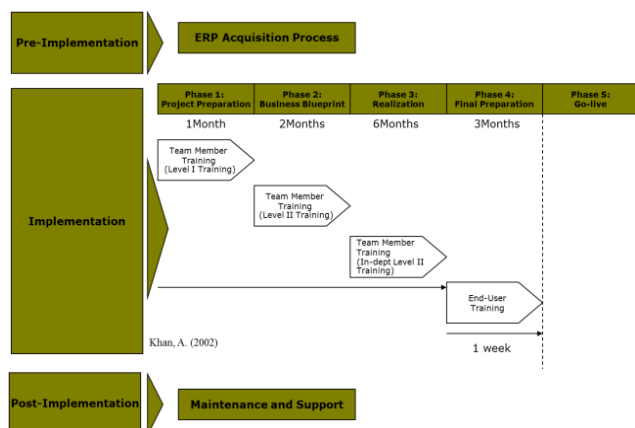 Pre-Implementation
ERP Acquisition Process
Implementation
Phase 1:
Project Preparation
Phase 2:
Business Blueprint
Phase 3:
Realization
Phase 4:
Final Preparation
Phase 5:
Go-live
1Month
2Months
6Months
3Months
Team Member
Training
(Level I Training)
Team Member
Training
(Level II Training)
Team Member
Training
(In-dept Level II
Training)
End-User
Training
1 week
Khan, A. (2002)
Post-Implementation
Maintenance and Support